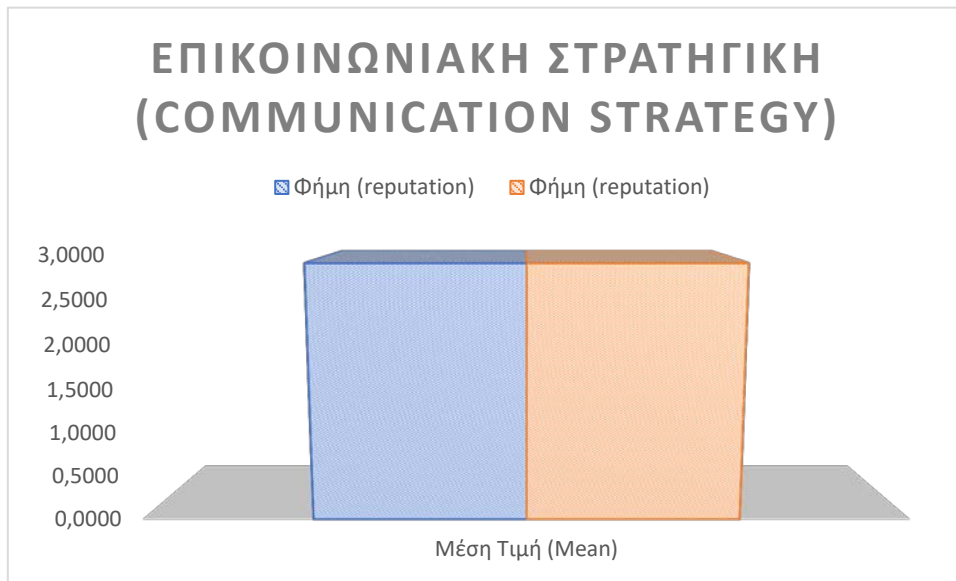 ΕΠΙΚΟΙΝΩΝΙΑΚΗ ΣΤΡΑΤΗΓΙΚΗ
(COMMUNICATION STRATEGY)
Φήμη (reputation) Φήμη (reputation)
3,0000
2,5000
2,0000
1,5000
1,0000
0,5000
0,0000
Μέση Τιμή (Mean)